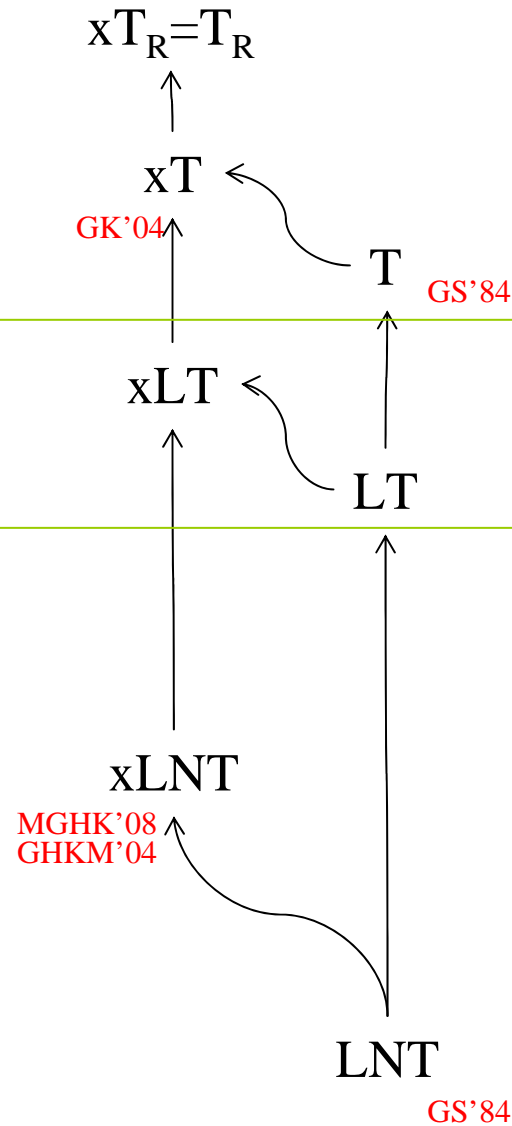 xT_R=T_R
xT
GK’04
T
GS’84
xLT
LT
xLNT
MGHK’08
GHKM’04
LNT
GS’84